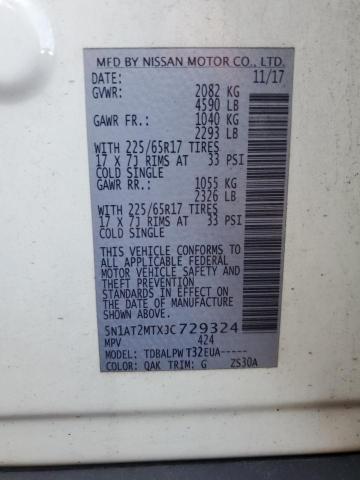 MFD BY NISSAN MOTOR CO., LTD.
DATE: 11/17
GVWR: 2082 KG
4590 LB
GAWR FR.: 1040 KG
2293 LB
WITH 225/65R17 TIRES
17 X 7J RIMS AT 33 PSI
COLD SINGLE
GAWR RR.: 1055 KG
2326 LB
WITH 225/65R17 TIRES
17 X 7J RIMS AT 33 PSI
COLD SINGLE
THIS VEHICLE CONFORMS TO
ALL APPLICABLE FEDERAL
MOTOR VEHICLE SAFETY AND
THEFT PREVENTION
STANDARDS IN EFFECT ON
THE DATE OF MANUFACTURE
SHOWN ABOVE.
5N1AT2MTXJC729324
MPV 424
MODEL: TDBALPWT32EUA-----
COLOR: QAK TRIM: G ZS30A